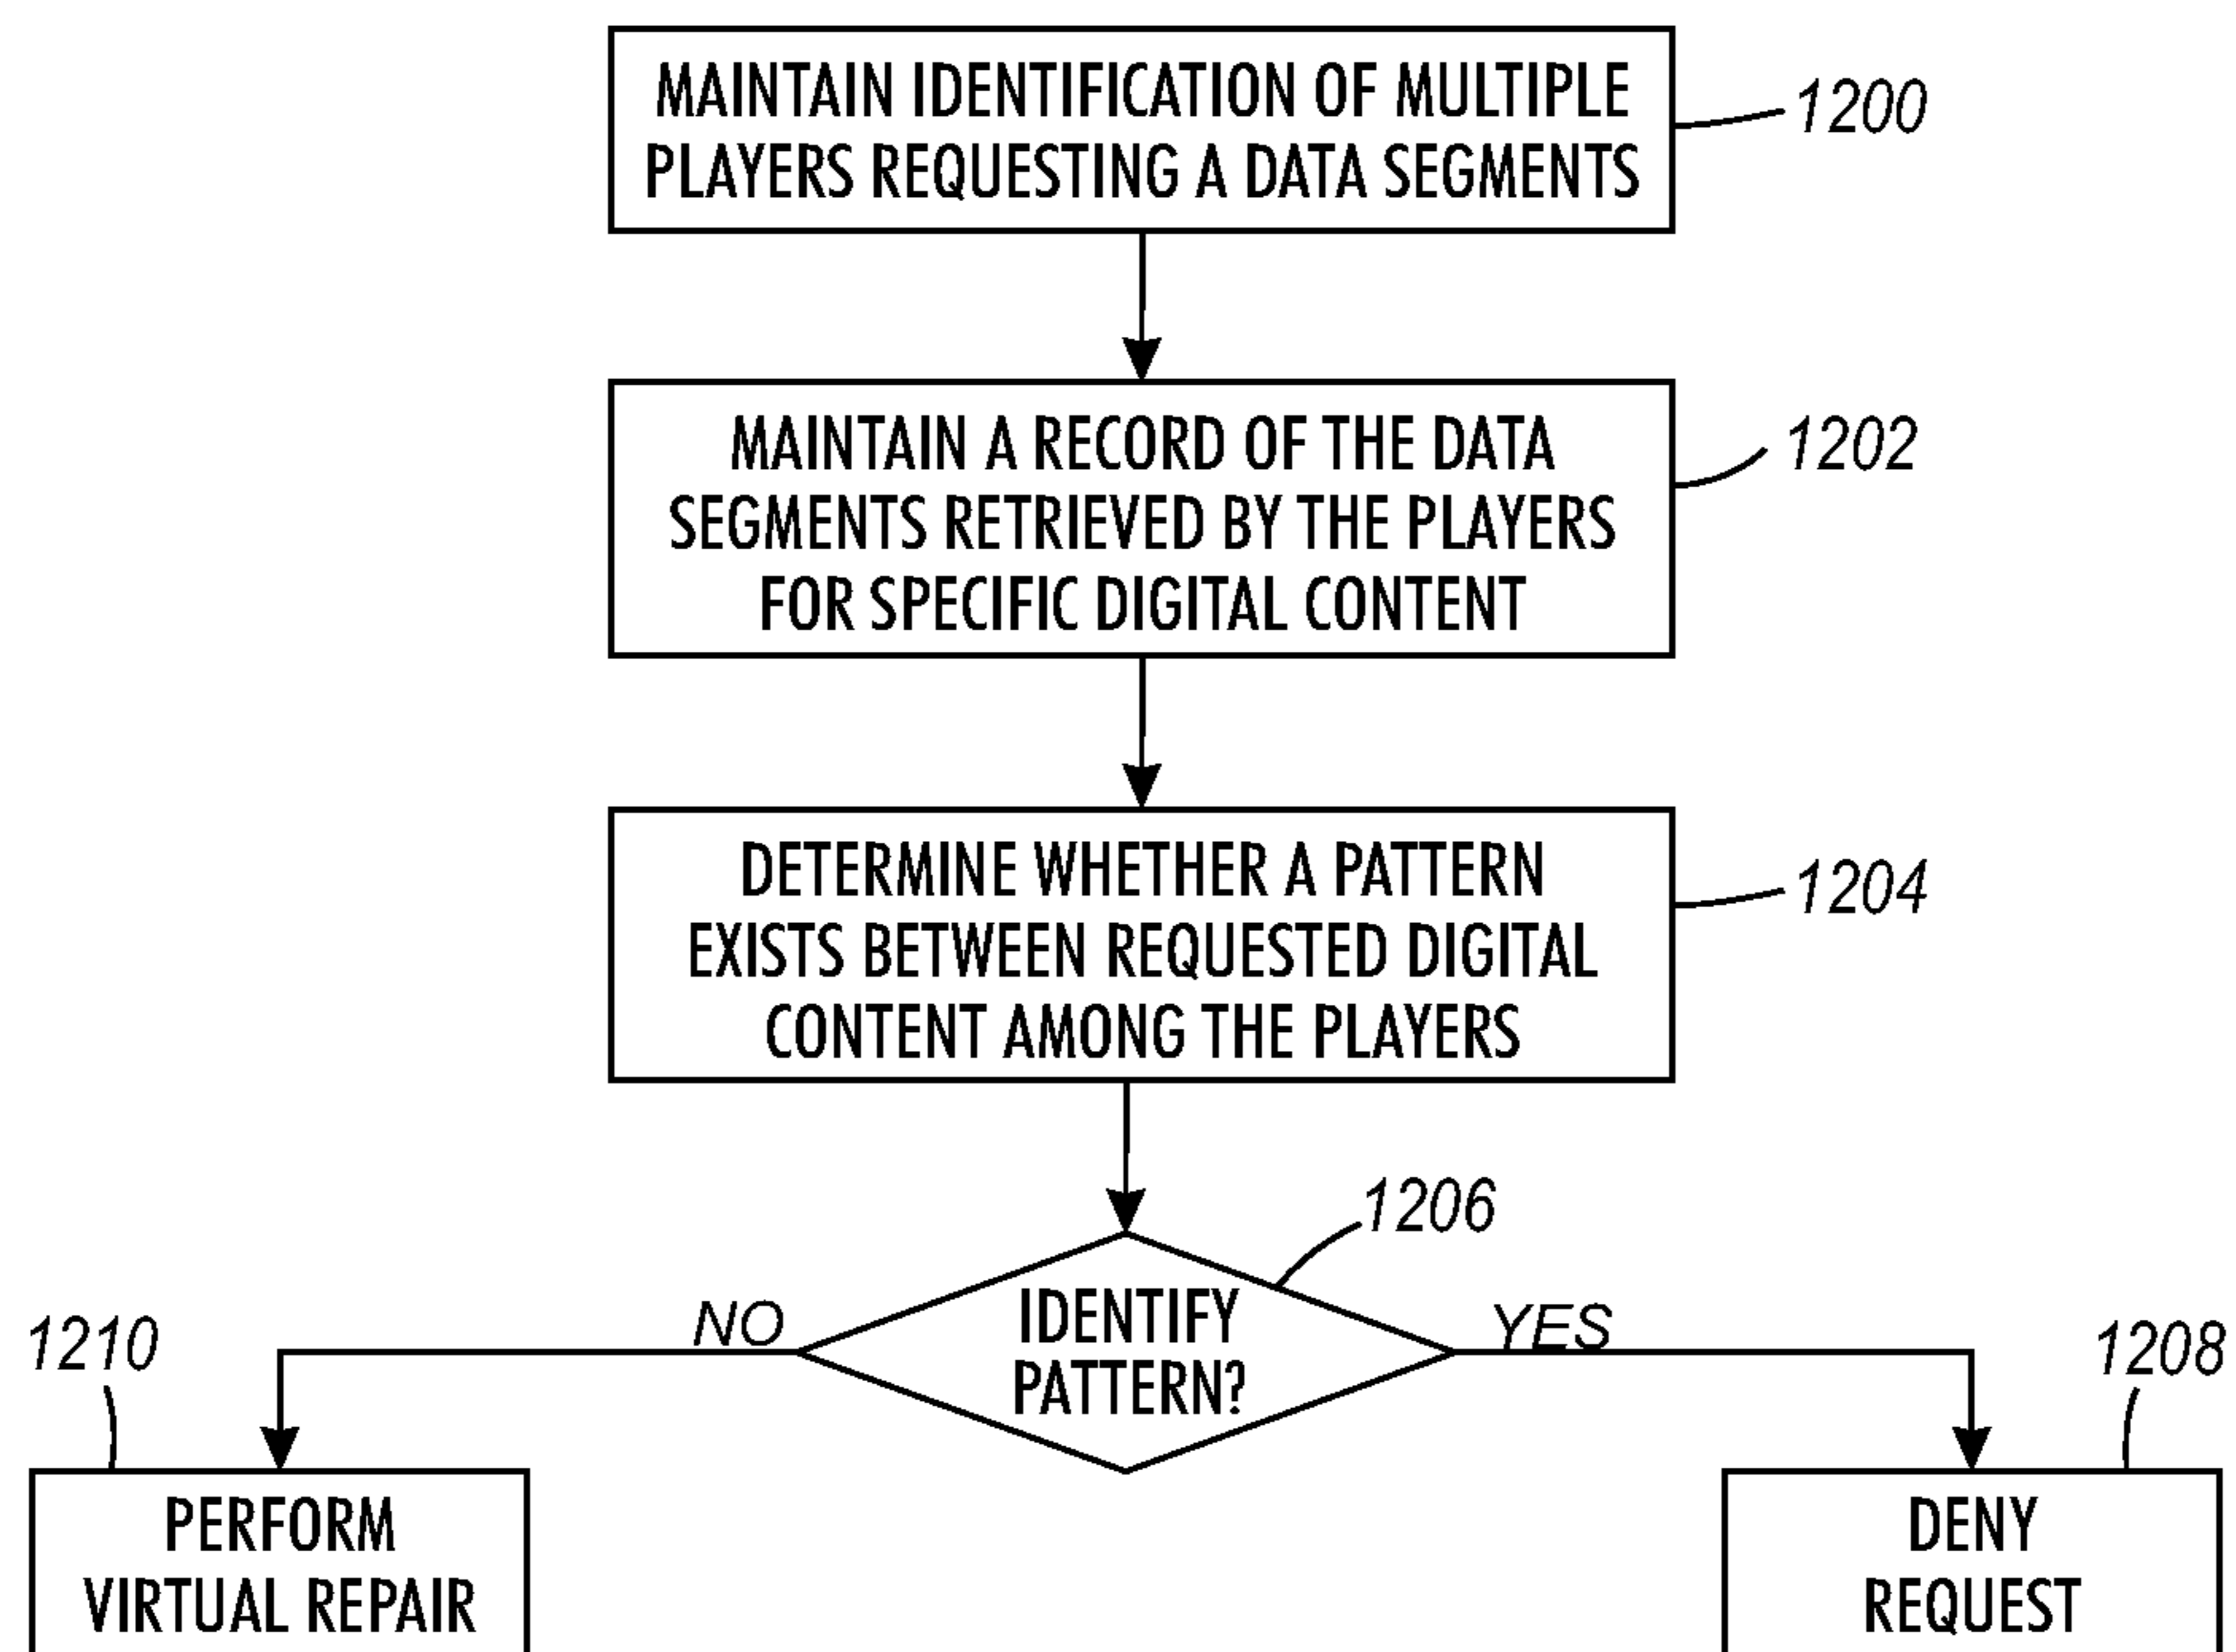 MAINTAIN IDENTIFICATION OF MULTIPLE
PLAYERS REQUESTING A DATA SEGMENTS
1200
MAINTAIN A RECORD OF THE DATA
SEGMENTS RETRIEVED BY THE PLAYERS
FOR SPECIFIC DIGITAL CONTENT
1202
DETERMINE WHETHER A PATTERN
EXISTS BETWEEN REQUESTED DIGITAL
CONTENT AMONG THE PLAYERS
1204
1206
IDENTIFY
PATTERN?
NO
YES
1210
1208
PERFORM
VIRTUAL REPAIR
DENY
REQUEST